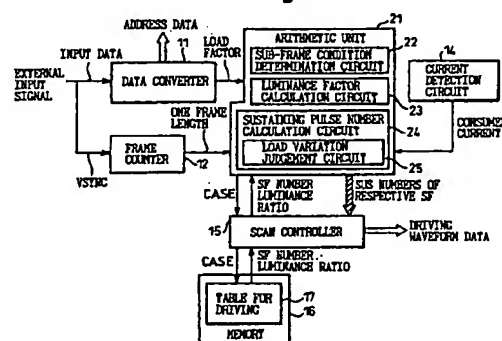 ADDRESS DATA
INPUT DATA
11
LOAD
FACTOR
EXTERNAL
INPUT
SIGNAL
DATA CONVERTER
ONE FRAME
LENGTH
FRAME
COUNTER
12
VSYNC
21
ARITHMETIC UNIT
22
SUB-FRAME CONDITION
DETERMINATION CIRCUIT
LUMINANCE FACTOR
CALCULATION CIRCUIT
23
SUSTAINING PULSE NUMBER
CALCULATION CIRCUIT
24
LOAD VARIATION
JUDGEMENT CIRCUIT
25
14
CURRENT
DETECTION
CIRCUIT
CONSUME
CURRENT
CASE
SF NUMBER
LUMINANCE
RATIO
SUS NUMBERS OF
RESPECTIVE SF
15
SCAN CONTROLLER
DRIVING
WAVEFORM DATA
CASE
SF NUMBER
LUMINANCE RATIO
TABLE FOR
DRIVING
17
16
MEMORY